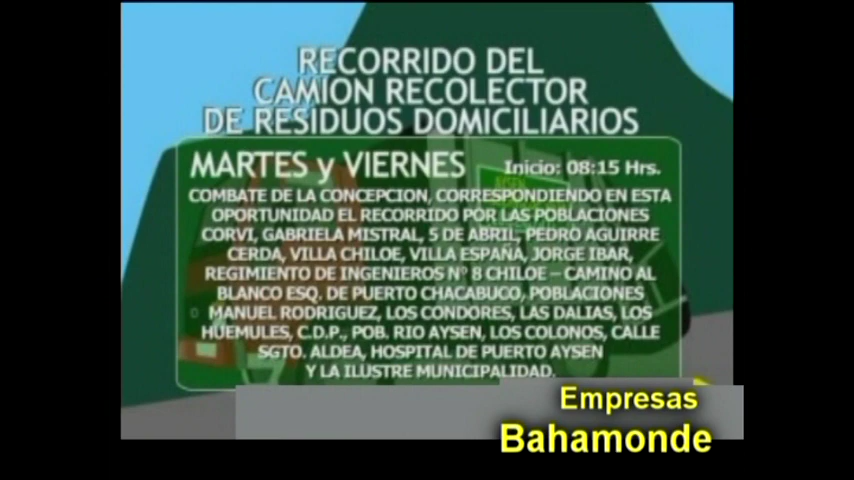 RECORRIDO DEL
CAMION RECOLECTOR
DE RESIDUOS DOMICILIARIOS
MARTES y VIERNES Inicio: 08:15 Hrs.
COMBATE DE LA CONCEPCION, CORRESPONDIENDO EN ESTA
OPORTUNIDAD EL RECORRIDO POR LAS POBLACIONES
CORVI, GABRIELA MISTRAL, 5 DE ABRIL, PEDRO AGUIRRE
CERDA, VILLA CHILOE, VILLA ESPAÑA, JORGE IBAR,
REGIMIENTO DE INGENIEROS Nº 8 CHILOE – CAMINO AL
BLANCO ESQ. DE PUERTO CHACABUCO, POBLACIONES
MANUEL RODRIGUEZ, LOS CONDORES, LAS DALIAS, LOS
HUEMULES, C.D.P., POB. RIO AYSEN, LOS COLONOS, CALLE
SGTO. ALDEA, HOSPITAL DE PUERTO AYSEN
Y LA ILUSTRE MUNICIPALIDAD.
Empresas
Bahamonde